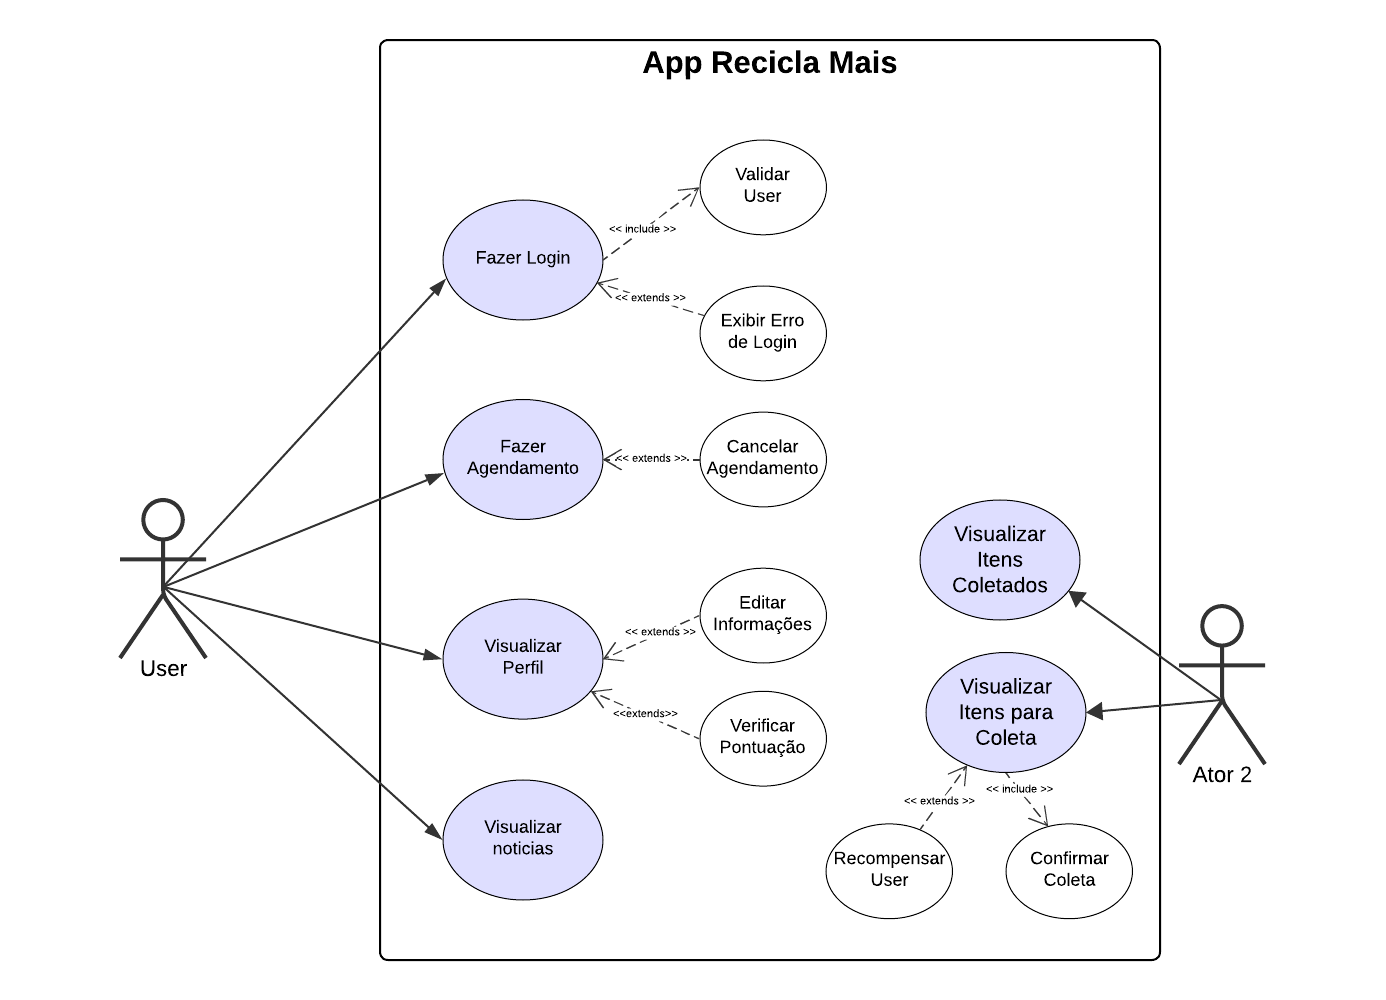 App Recicla Mais
Validar
User
<< include >>
Fazer Login
<< extends >>
Exibir Erro
de Login
Fazer
Agendamento
<< extends >>
Cancelar
Agendamento
Visualizar
Itens
Coletados
Editar
Informações
<< extends >>
Visualizar
Perfil
User
<<extends>>
Verificar
Pontuação
Visualizar
Itens para
Coleta
Ator 2
<< extends >>
<< include >>
Visualizar
noticias
Recompensar
User
Confirmar
Coleta